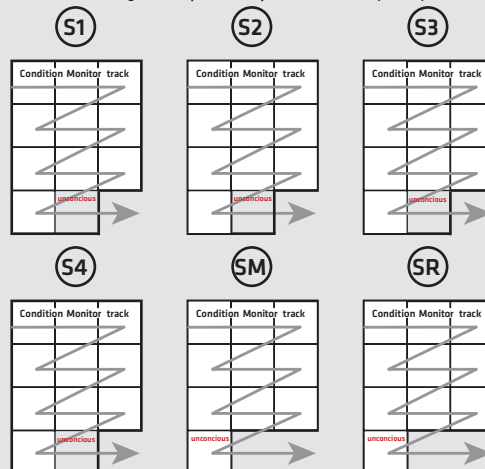 S1 S2 S3
Condition Monitor track Condition Monitor track Condition Monitor track
unconcious unconcious unconcious
S4 SM SR
Condition Monitor track Condition Monitor track Condition Monitor track
unconcious unconcious unconcious